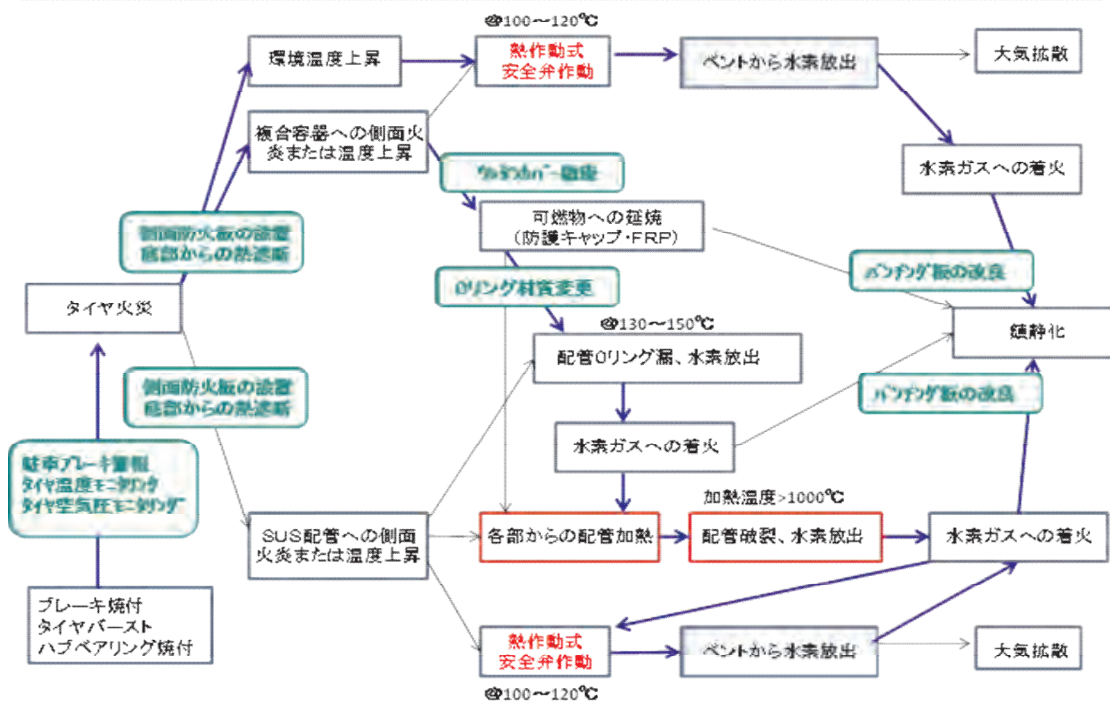 @100～120℃
環境温度上昇
熱作動式
安全弁作動
ベントから水素放出
大気拡散
複合容器への側面火
炎または温度上昇
水素ガスへの着火
可燃物への延焼
（防護キャップ・FRP）
側面防火板の設置
底部からの熱遮断
Oリング材質変更
バンチング板の改良
タイヤ火災
@130～150℃
鎮静化
配管Oリング漏、水素放出
側面防火板の設置
底部からの熱遮断
バンチング板の改良
水素ガスへの着火
駐車ブレーキ警報
タイヤ温度モニタリング
タイヤ空気圧モニタリング
加熱温度>1000℃
SUS配管への側面
火炎または温度上昇
各部からの配管加熱
配管破裂、水素放出
水素ガスへの着火
ブレーキ焼付
タイヤバースト
ハブベアリング焼付
熱作動式
安全弁作動
ベントから水素放出
大気拡散
@100～120℃